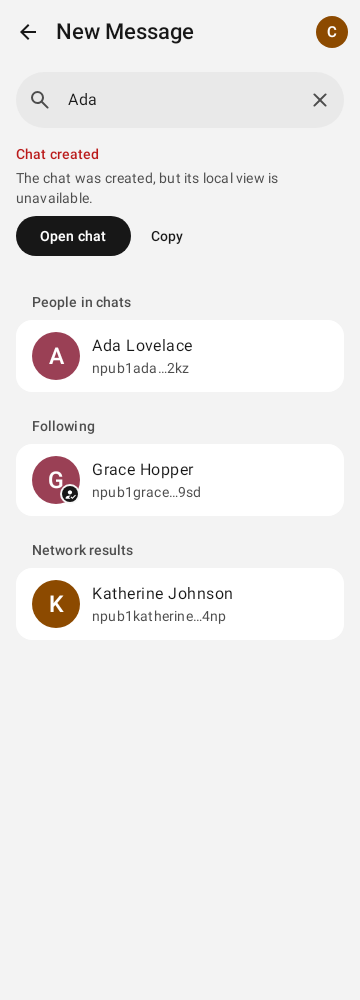 New Message
C
Ada
Chat created
The chat was created, but its local view is
unavailable.
Open chat
Copy
People in chats
A
Ada Lovelace
npub1ada…2kz
Following
G
Grace Hopper
npub1grace…9sd
Network results
K
Katherine Johnson
npub1katherine…4np